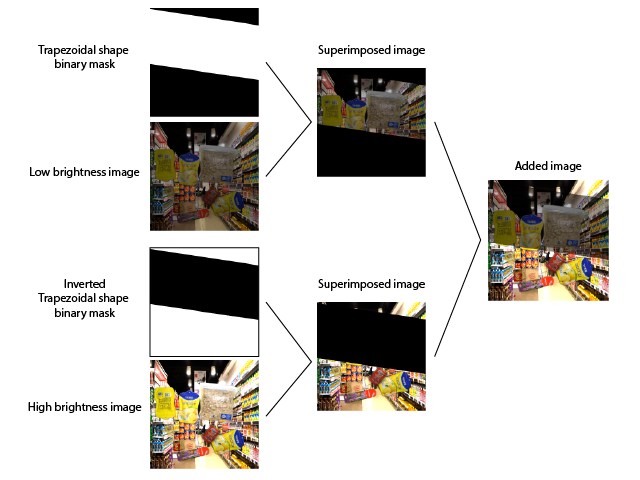 Trapezoidal shape
binary mask
Superimposed image
Low brightness image
Added image
Inverted
Trapezoidal shape
binary mask
Superimposed image
High brightness image